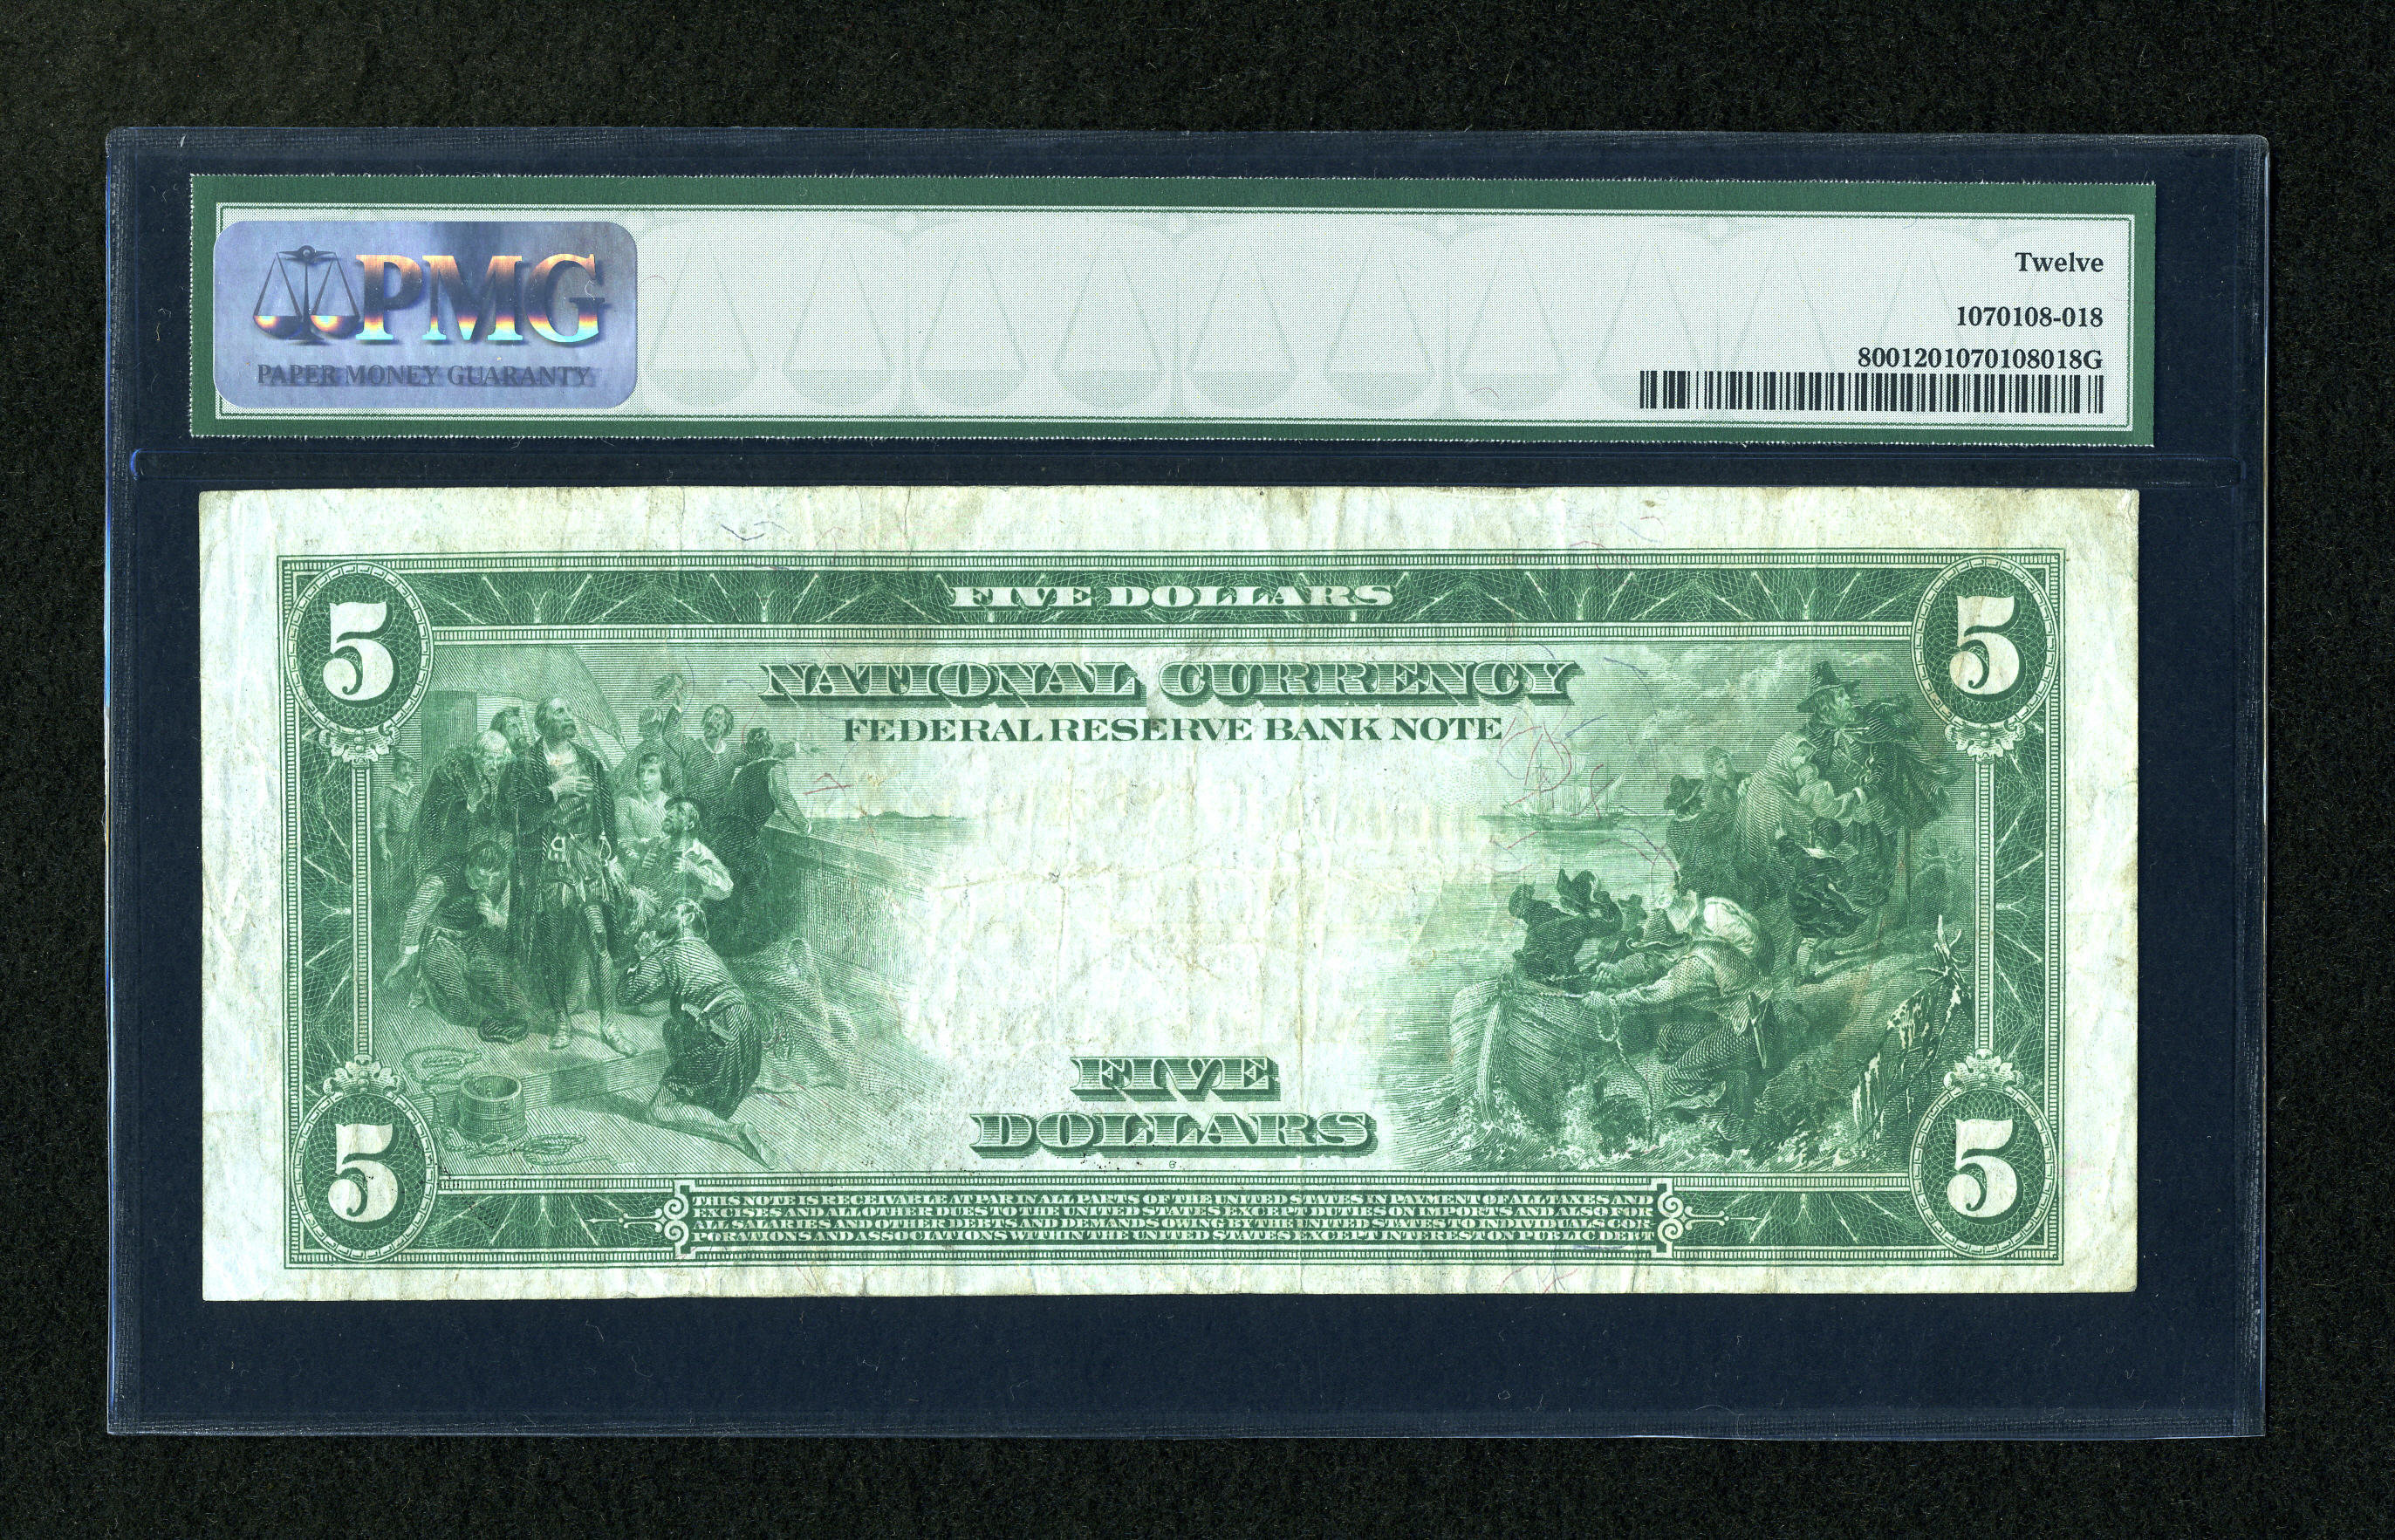 PMG
PAPER MONEY GUARANTY
Twelve
1070108-018
8001201070108018G
5
FIVE DOLLARS
5
NATIONAL CURRENCY
FEDERAL RESERVE BANK NOTE
FIVE
DOLLARS
6
5
THIS NOTE IS RECEIVABLE AT PAR IN ALL PARTS OF THE UNITED STATES IN PAYMENT OF ALL TAXES AND
EXCISES AND ALL OTHER DUES TO THE UNITED STATES EXCEPT DUTIES ON IMPORTS AND ALSO FOR
ALL SALARIES AND OTHER DEBTS AND DEMANDS OWING BY THE UNITED STATES TO INDIVIDUALS COR-
PORATIONS AND ASSOCIATIONS WITHIN THE UNITED STATES EXCEPT INTEREST ON PUBLIC DEBT
5